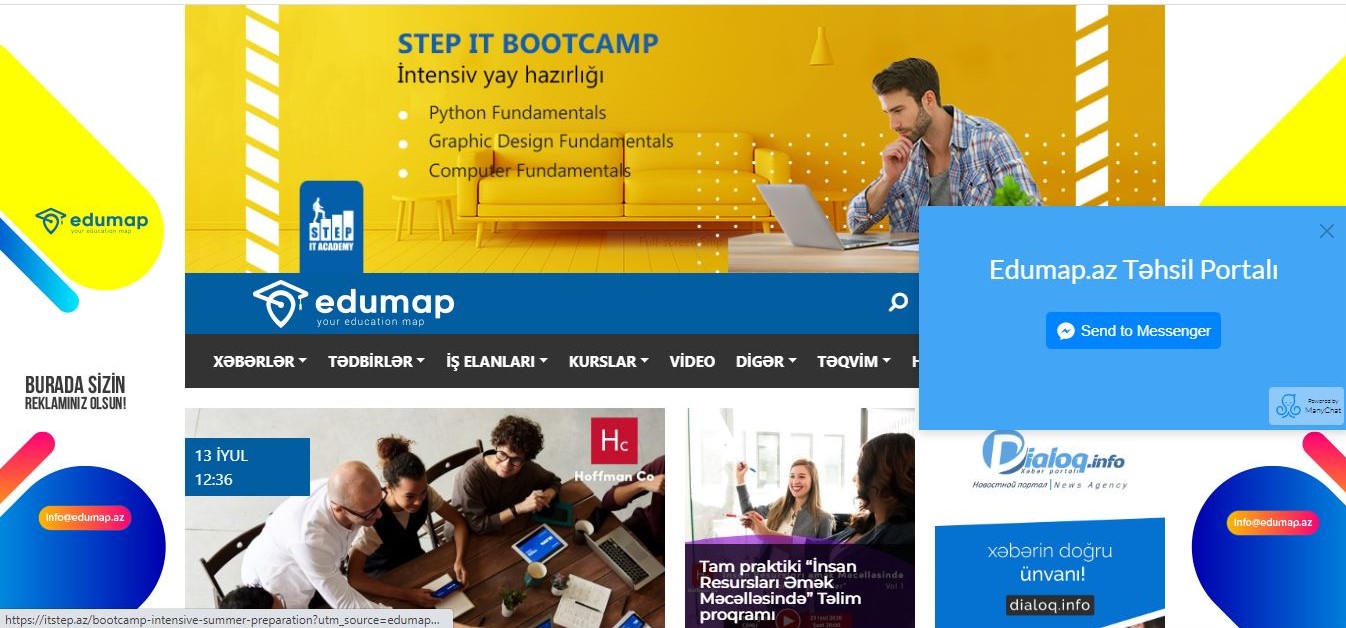 STEP IT BOOTCAMP
İntensiv yay hazırlığı
Python Fundamentals
Graphic Design Fundamentals
Computer Fundamentals
STEP
IT ACADEMY
edumap
your education map
BURADA SİZİN
REKLAMINIZ OLSUN!
info@edumap.az
edumap
your education map
XƏBƏRLƏR
TƏDBİRLƏR
İŞ ELANLARI
KURSLAR
VİDEO
DİGƏR
TƏQVİM
H
Edumap.az Təhsil Portalı
Send to Messenger
Powered by
ManyChat
13 İYUL
12:36
Hc
Hoffman Co
Tam praktiki “İnsan
Resursları Əmək
Məcəlləsində” Təlim
proqramı
Dialoq.info
Xəbər portalı
Новостной портал | News Agency
xəbərin doğru
ünvanı!
dialoq.info
info@edumap.az
https://itstep.az/bootcamp-intensive-summer-preparation?utm_source=edumap...